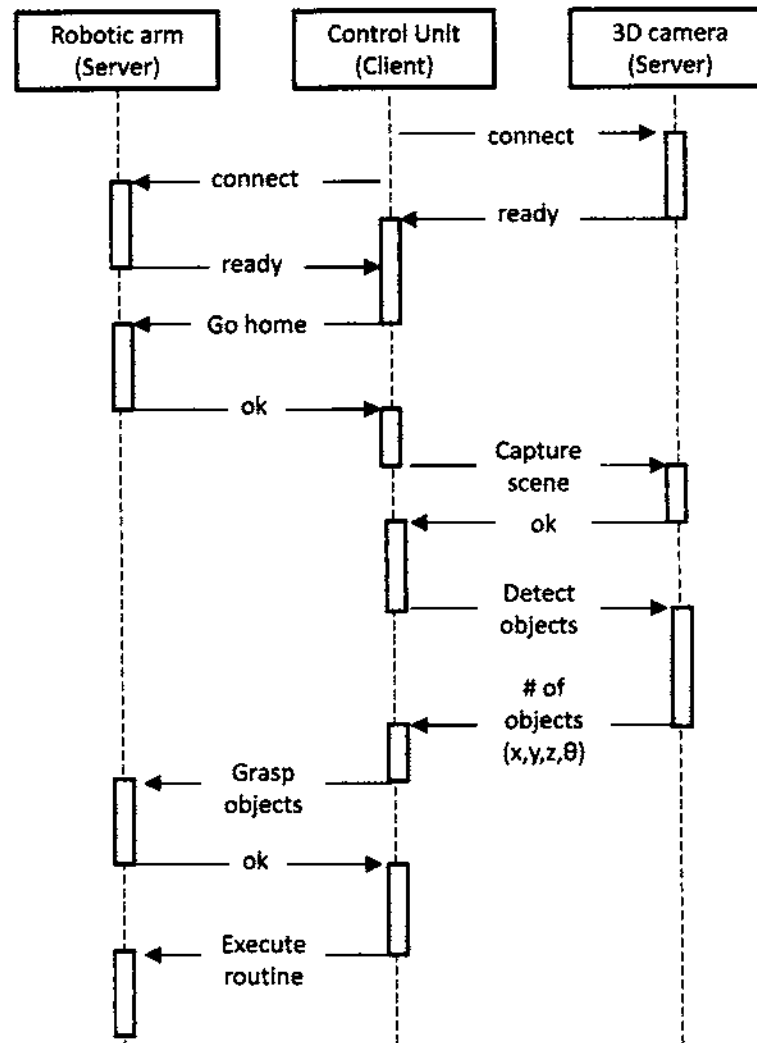 Robotic arm
(Server)
Control Unit
(Client)
3D camera
(Server)
connect
connect
ready
ready
Go home
ok
Capture
scene
ok
Detect
objects
# of
objects
(x,y,z,θ)
Grasp
objects
ok
Execute
routine